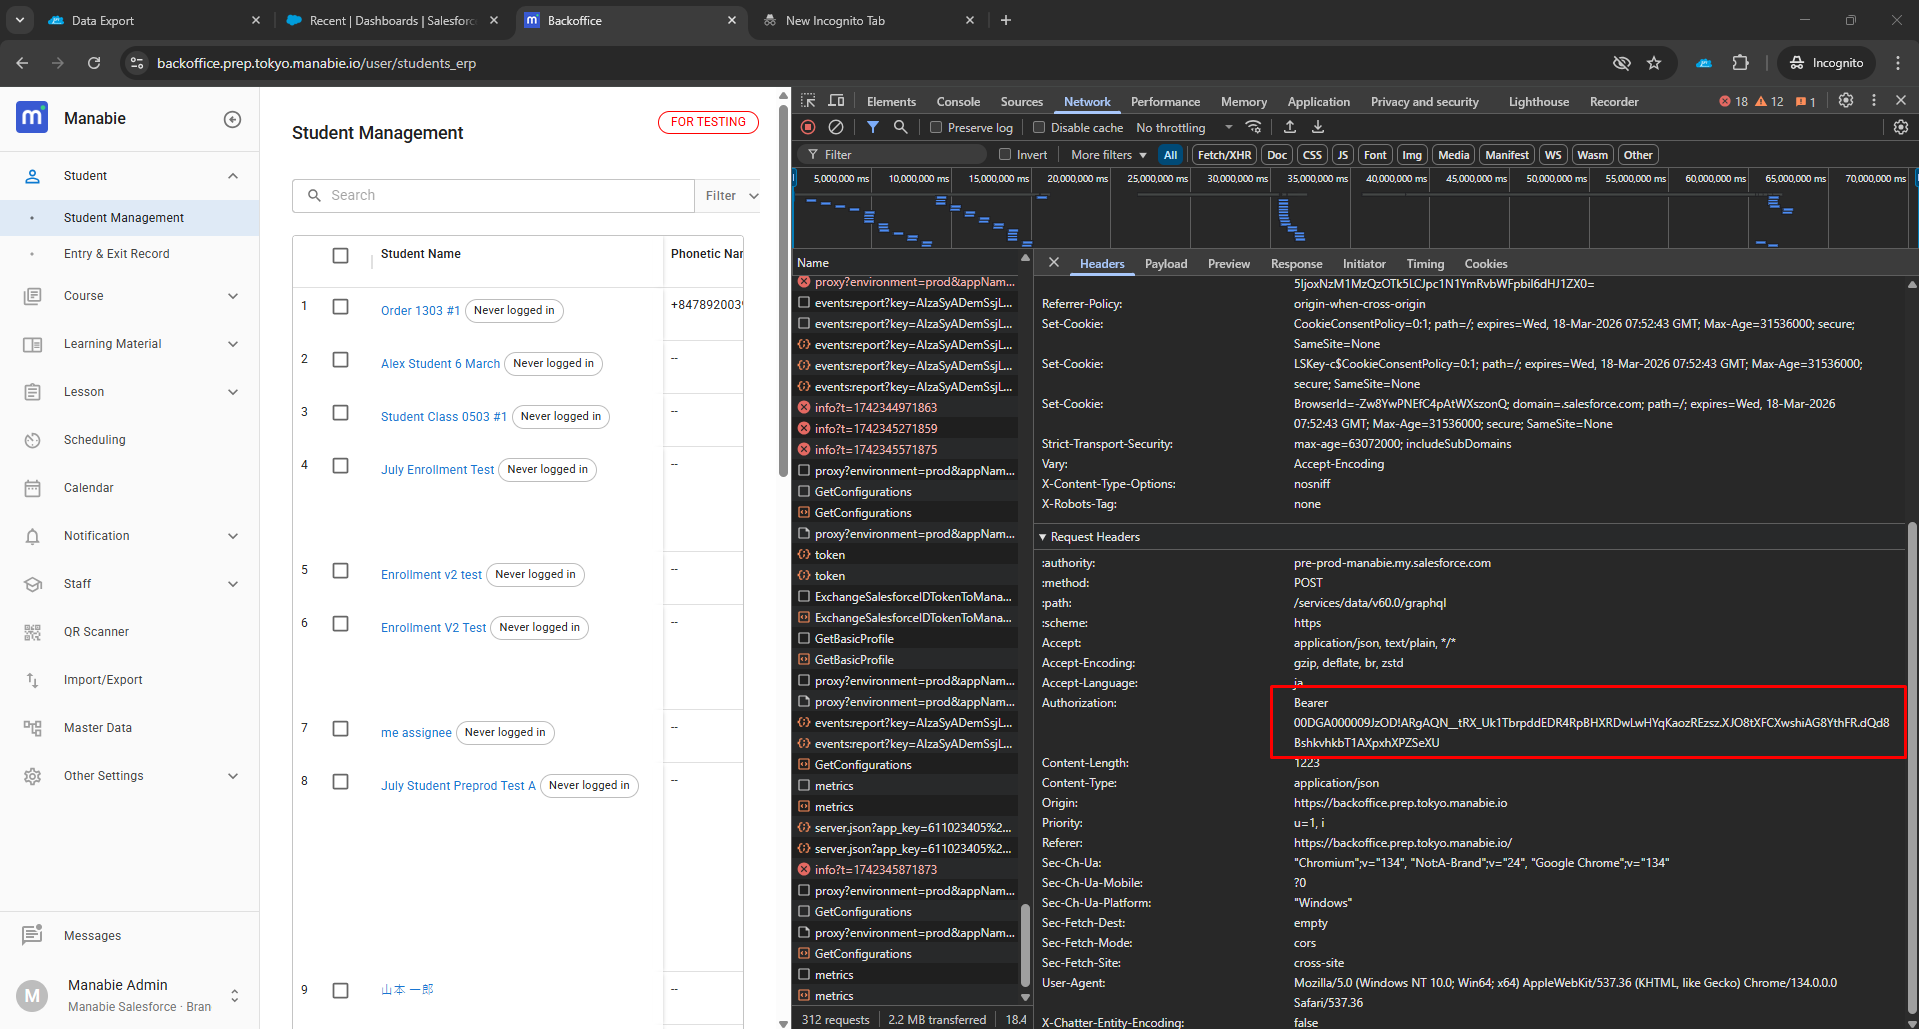 Data Export
Recent | Dashboards | Salesforc
Backoffice
New Incognito Tab
backoffice.prep.tokyo.manabie.io/user/students_erp
Incognito
Manabie
Student
Student Management
Entry & Exit Record
Course
Learning Material
Lesson
Scheduling
Calendar
Notification
Staff
QR Scanner
Import/Export
Master Data
Other Settings
Messages
M
Manabie Admin
Manabie Salesforce · Bran
Student Management
FOR TESTING
Search
Filter
Student Name
Phonetic Nar
1
Order 1303 #1
Never logged in
+8478920039
2
Alex Student 6 March
Never logged in
--
3
Student Class 0503 #1
Never logged in
--
4
July Enrollment Test
Never logged in
--
5
Enrollment v2 test
Never logged in
--
6
Enrollment V2 Test
Never logged in
--
7
me assignee
Never logged in
--
8
July Student Preprod Test A
Never logged in
--
9
山本 一郎
--
Elements
Console
Sources
Network
Performance
Memory
Application
Privacy and security
Lighthouse
Recorder
18
12
1
Preserve log
Disable cache
No throttling
Filter
Invert
More filters
All
Fetch/XHR
Doc
CSS
JS
Font
Img
Media
Manifest
WS
Wasm
Other
5,000,000 ms
10,000,000 ms
15,000,000 ms
20,000,000 ms
25,000,000 ms
30,000,000 ms
35,000,000 ms
40,000,000 ms
45,000,000 ms
50,000,000 ms
55,000,000 ms
60,000,000 ms
65,000,000 ms
70,000,000 ms
Name
proxy?environment=prod&appNam...
events:report?key=AIzaSyADemSsjL...
events:report?key=AIzaSyADemSsjL...
events:report?key=AIzaSyADemSsjL...
events:report?key=AIzaSyADemSsjL...
events:report?key=AIzaSyADemSsjL...
info?t=1742344971863
info?t=1742345271859
info?t=1742345571875
proxy?environment=prod&appNam...
GetConfigurations
GetConfigurations
proxy?environment=prod&appNam...
token
token
ExchangeSalesforceIDTokenToMana...
ExchangeSalesforceIDTokenToMana...
GetBasicProfile
GetBasicProfile
proxy?environment=prod&appNam...
proxy?environment=prod&appNam...
events:report?key=AIzaSyADemSsjL...
events:report?key=AIzaSyADemSsjL...
GetConfigurations
metrics
metrics
server.json?app_key=611023405%2...
server.json?app_key=611023405%2...
info?t=1742345871873
proxy?environment=prod&appNam...
GetConfigurations
proxy?environment=prod&appNam...
GetConfigurations
metrics
metrics
312 requests
2.2 MB transferred
18.4
Headers
Payload
Preview
Response
Initiator
Timing
Cookies
5IjoxNzM1MzQzOTk5LCJpc1N1YmRvbWFpbiI6dHJ1ZX0=
Referrer-Policy:
origin-when-cross-origin
Set-Cookie:
CookieConsentPolicy=0:1; path=/; expires=Wed, 18-Mar-2026 07:52:43 GMT; Max-Age=31536000; secure;
SameSite=None
Set-Cookie:
LSKey-c$CookieConsentPolicy=0:1; path=/; expires=Wed, 18-Mar-2026 07:52:43 GMT; Max-Age=31536000;
secure; SameSite=None
Set-Cookie:
BrowserId=-Zw8YwPNEfC4pAtWXszonQ; domain=.salesforce.com; path=/; expires=Wed, 18-Mar-2026
07:52:43 GMT; Max-Age=31536000; secure; SameSite=None
Strict-Transport-Security:
max-age=63072000; includeSubDomains
Vary:
Accept-Encoding
X-Content-Type-Options:
nosniff
X-Robots-Tag:
none
Request Headers
:authority:
pre-prod-manabie.my.salesforce.com
:method:
POST
:path:
/services/data/v60.0/graphql
:scheme:
https
Accept:
application/json, text/plain, */*
Accept-Encoding:
gzip, deflate, br, zstd
Accept-Language:
ja
Authorization:
Bearer
00DGA000009JzOD!ARgAQN__tRX_Uk1TbrpddEDR4RpBHXRDwLwHYqKaozREzsz.XJO8tXFCXwshiAG8YthFR.dQd8
BshkvhkbT1AXpxhXPZSeXU
Content-Length:
1223
Content-Type:
application/json
Origin:
https://backoffice.prep.tokyo.manabie.io
Priority:
u=1, i
Referer:
https://backoffice.prep.tokyo.manabie.io/
Sec-Ch-Ua:
"Chromium";v="134", "Not:A-Brand";v="24", "Google Chrome";v="134"
Sec-Ch-Ua-Mobile:
?0
Sec-Ch-Ua-Platform:
"Windows"
Sec-Fetch-Dest:
empty
Sec-Fetch-Mode:
cors
Sec-Fetch-Site:
cross-site
User-Agent:
Mozilla/5.0 (Windows NT 10.0; Win64; x64) AppleWebKit/537.36 (KHTML, like Gecko) Chrome/134.0.0.0
Safari/537.36
X-Chatter-Entity-Encoding:
false